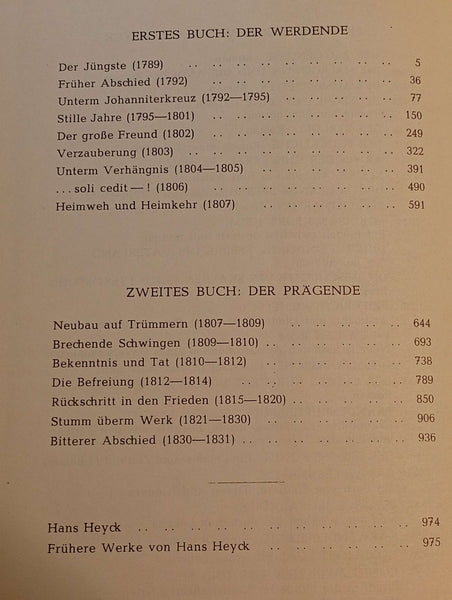 ERSTES BUCH: DER WERDENDE
Der Jüngste (1789) .. .. .. .. .. .. .. 5
Früher Abschied (1792) .. .. .. .. .. .. 36
Unterm Johanniterkreuz (1792—1795) .. .. .. .. 77
Stille Jahre (1795—1801) .. .. .. .. .. .. 150
Der große Freund (1802) .. .. .. .. .. .. 249
Verzauberung (1803) .. .. .. .. .. .. .. 322
Unterm Verhängnis (1804—1805) .. .. .. .. .. 391
... soli cedit —! (1806) .. .. .. .. .. .. 490
Heimweh und Heimkehr (1807) .. .. .. .. .. 591
ZWEITES BUCH: DER PRÄGENDE
Neubau auf Trümmern (1807—1809) .. .. .. .. .. 644
Brechende Schwingen (1809—1810) .. .. .. .. .. .. 693
Bekenntnis und Tat (1810—1812) .. .. .. .. .. 738
Die Befreiung (1812—1814) .. .. .. .. .. .. 789
Rückschritt in den Frieden (1815—1820) .. .. .. .. .. 850
Stumm überm Werk (1821—1830) .. .. .. .. .. .. 906
Bitterer Abschied (1830—1831) .. .. .. .. .. .. .. 936
Hans Heyck .. .. .. .. .. .. .. .. .. .. 974
Frühere Werke von Hans Heyck .. .. .. .. .. .. 975